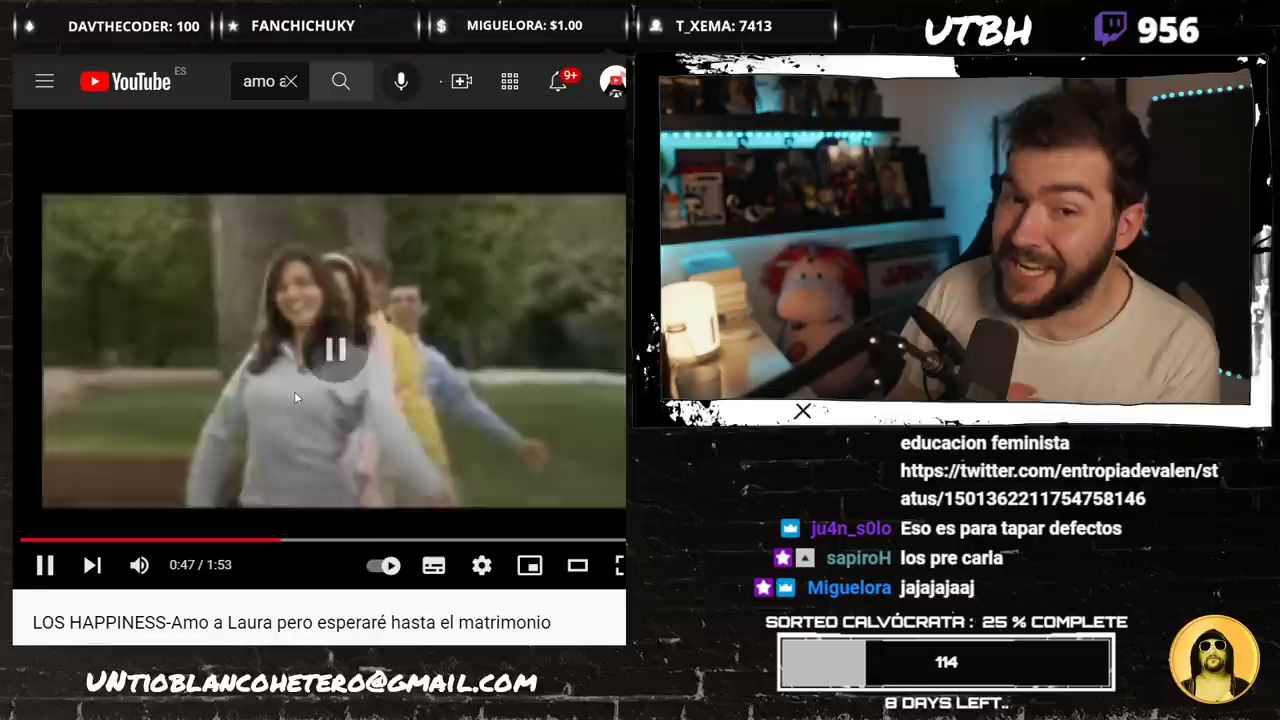 DAVTHECODER: 100
FANCHICHUKY
MIGUELORA: $1.00
T_XEMA: 7413
UTBH
956
YouTube
ES
amo a
9+
0:47 / 1:53
LOS HAPPINESS-Amo a Laura pero esperaré hasta el matrimonio
UNTIOBLANCOHETERO@GMAIL.COM
educacion feminista
https://twitter.com/entropiadevalen/st
atus/1501362211754758146
ju4n_s0lo Eso es para tapar defectos
sapiroH los pre carla
Miguelora jajajajaaj
SORTEO CALVÓCRATA : 25 % COMPLETE
114
8 DAYS LEFT..